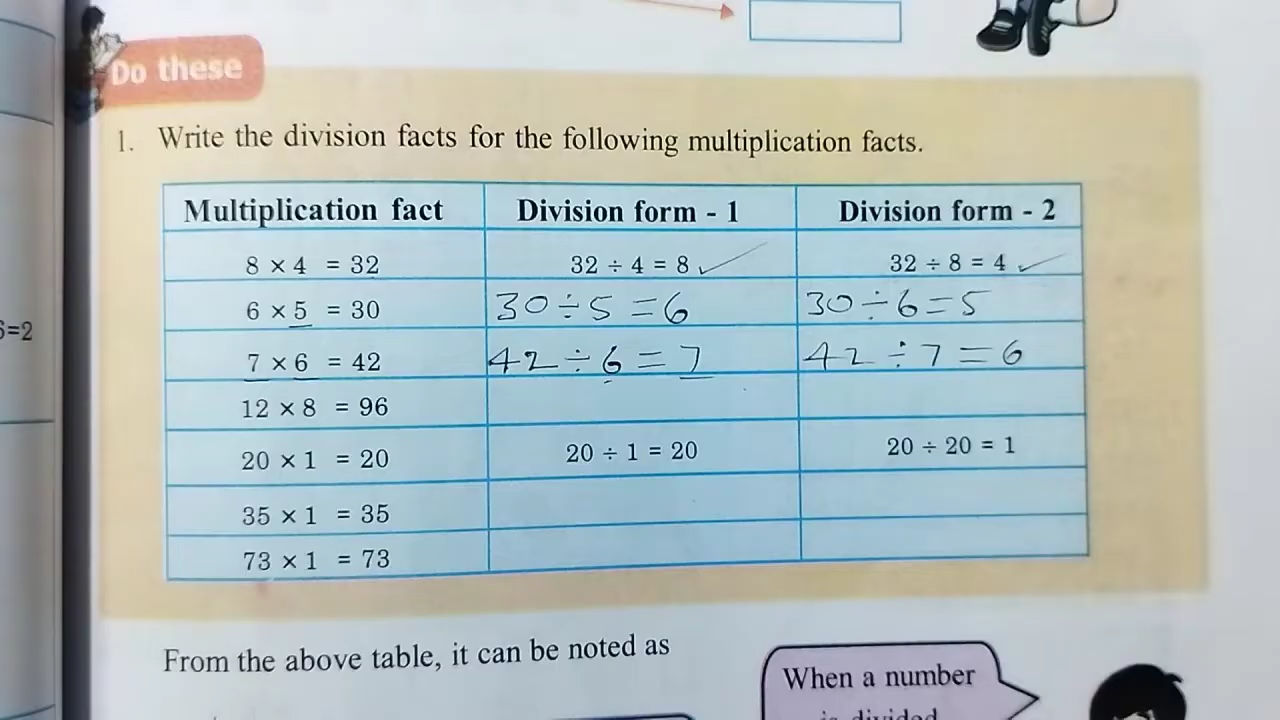 Do these
1. Write the division facts for the following multiplication facts.
Multiplication fact Division form - 1 Division form - 2
8 × 4 = 32 32 ÷ 4 = 8 ✓ 32 ÷ 8 = 4 ✓
6 × 5 = 30 30 ÷ 5 = 6 30 ÷ 6 = 5
7 × 6 = 42 42 ÷ 6 = 7 42 ÷ 7 = 6
12 × 8 = 96
20 × 1 = 20 20 ÷ 1 = 20 20 ÷ 20 = 1
35 × 1 = 35
73 × 1 = 73
From the above table, it can be noted as
When a number
is divided